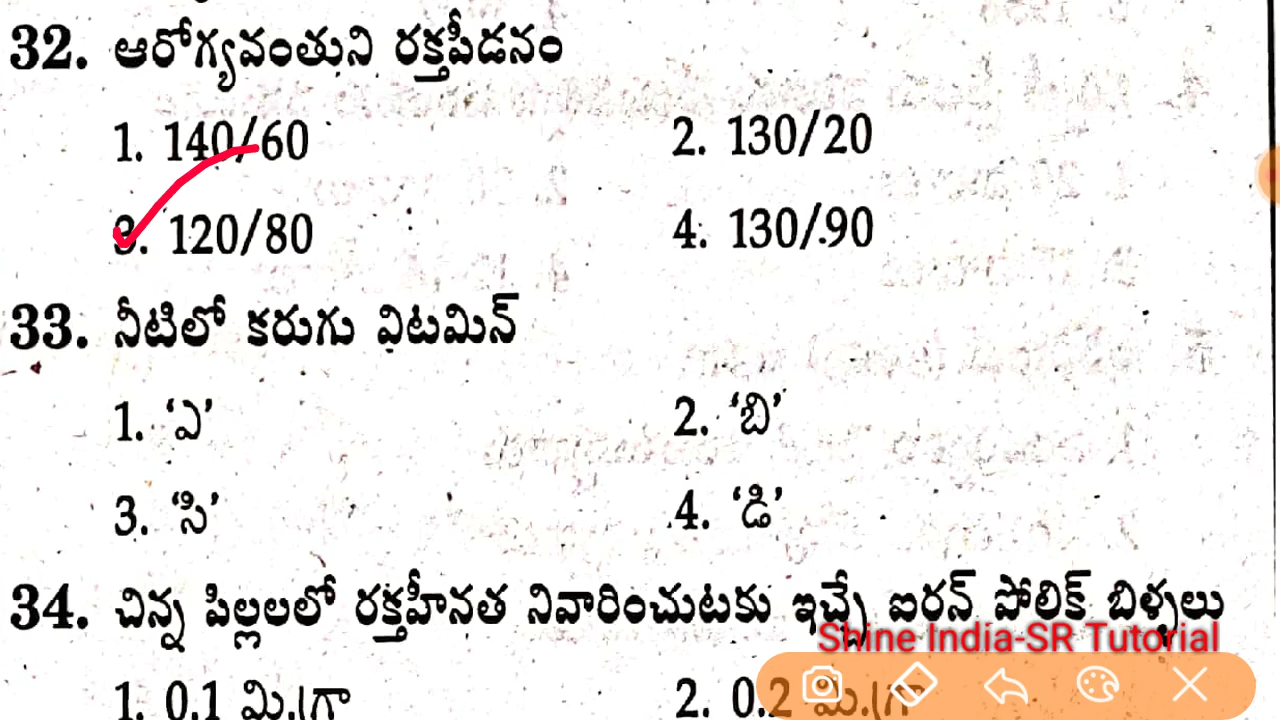 32. ఆరోగ్యవంతుని రక్తపీడనం
1. 140/60 2. 130/20
3. 120/80 4. 130/90
33. నీటిలో కరుగు విటమిన్
1. 'ఎ' 2. 'బి'
3. 'సి' 4. 'డి'
34. చిన్న పిల్లలలో రక్తహీనత నివారించుటకు ఇచ్చే ఐరన్ పోలిక్ బిళ్ళలు
Shine India-SR Tutorial
1. 0.1 మి.గ్రా 2. 0.2 మి.గ్రా